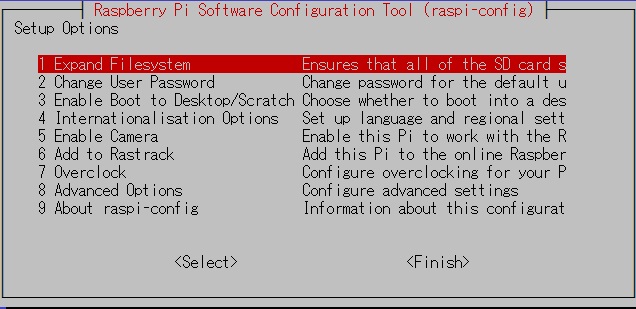 Raspberry Pi Software Configuration Tool (raspi-config)
Setup Options
1 Expand Filesystem Ensures that all of the SD card s
2 Change User Password Change password for the default u
3 Enable Boot to Desktop/Scratch Choose whether to boot into a des
4 Internationalisation Options Set up language and regional sett
5 Enable Camera Enable this Pi to work with the R
6 Add to Rastrack Add this Pi to the online Raspber
7 Overclock Configure overclocking for your P
8 Advanced Options Configure advanced settings
9 About raspi-config Information about this configurat
<Select> <Finish>